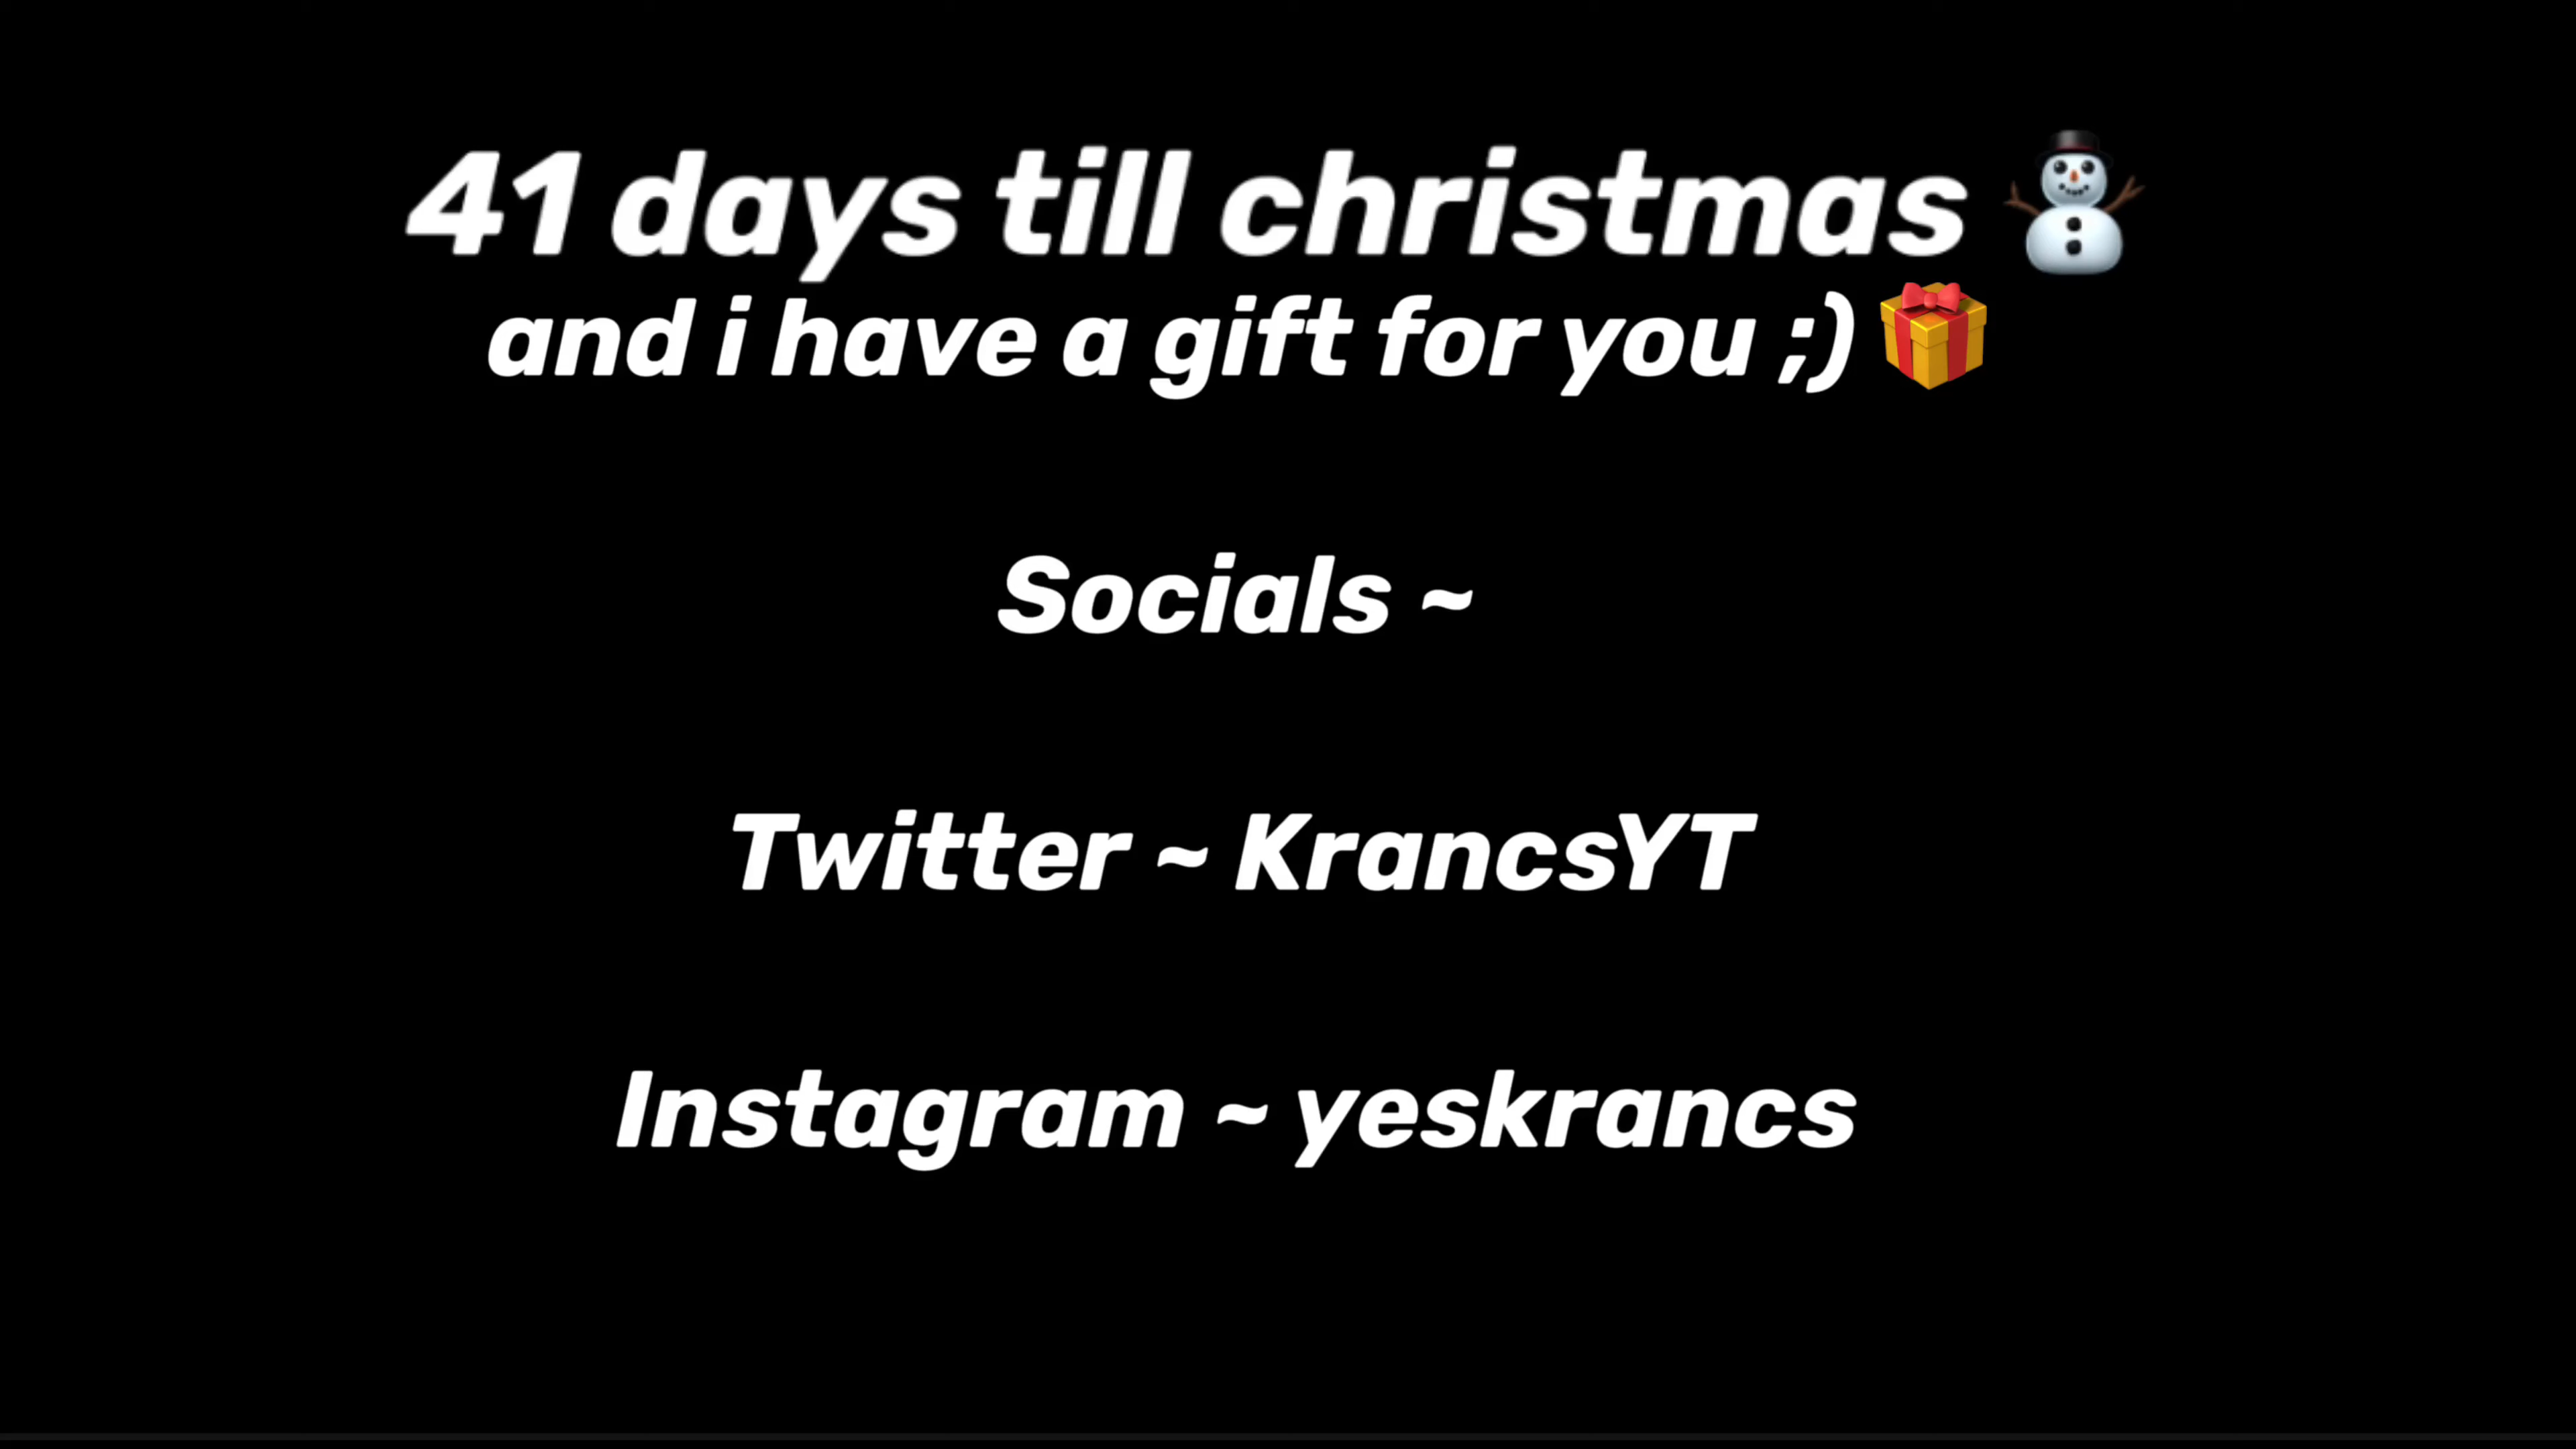 41 days till christmas ⛄
and i have a gift for you ;) 🎁
Socials ~
Twitter ~ KrancsYT
Instagram ~ yeskrancs